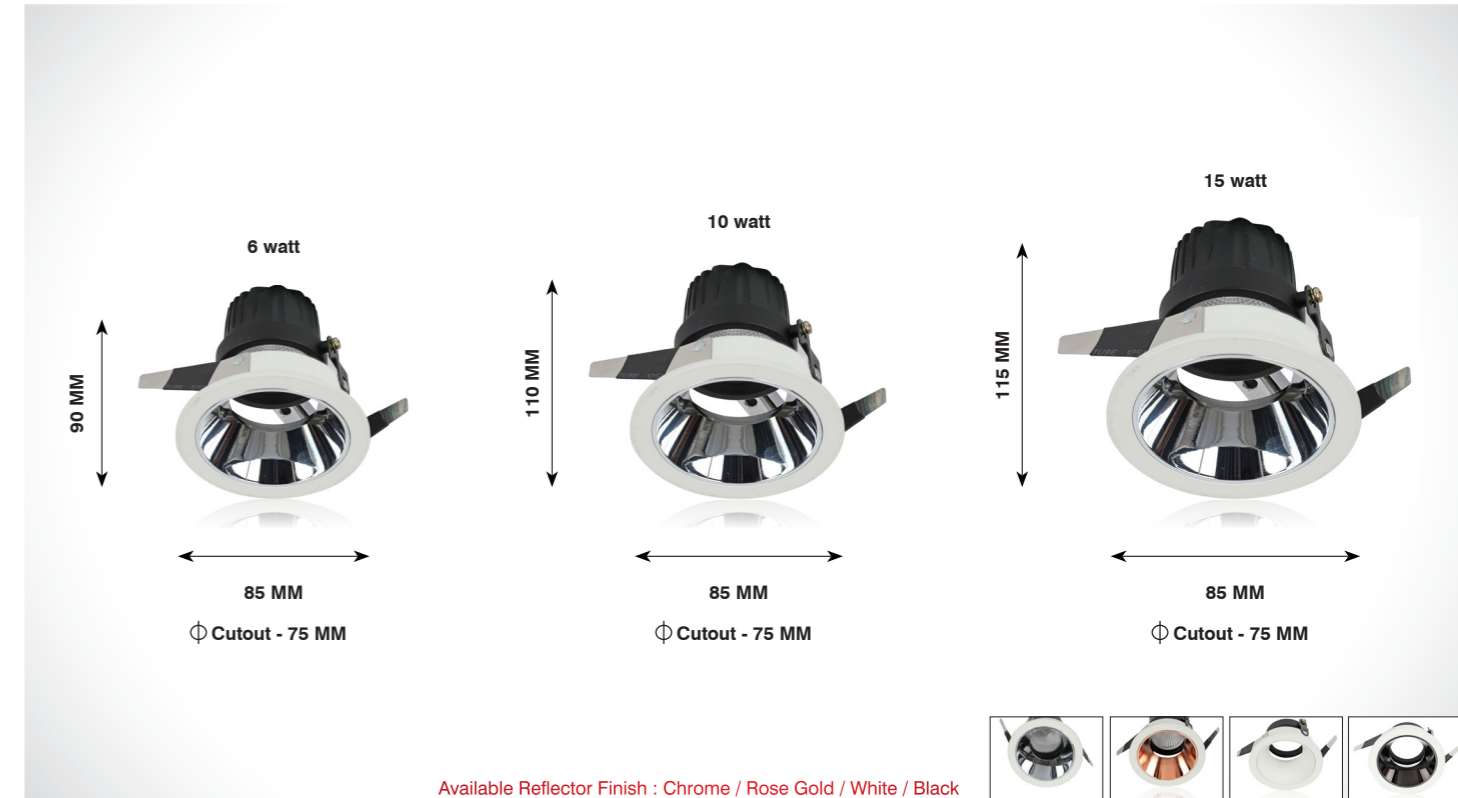 6 watt
90 MM
85 MM
⌀ Cutout - 75 MM
10 watt
110 MM
85 MM
⌀ Cutout - 75 MM
15 watt
115 MM
85 MM
⌀ Cutout - 75 MM
Available Reflector Finish : Chrome / Rose Gold / White / Black